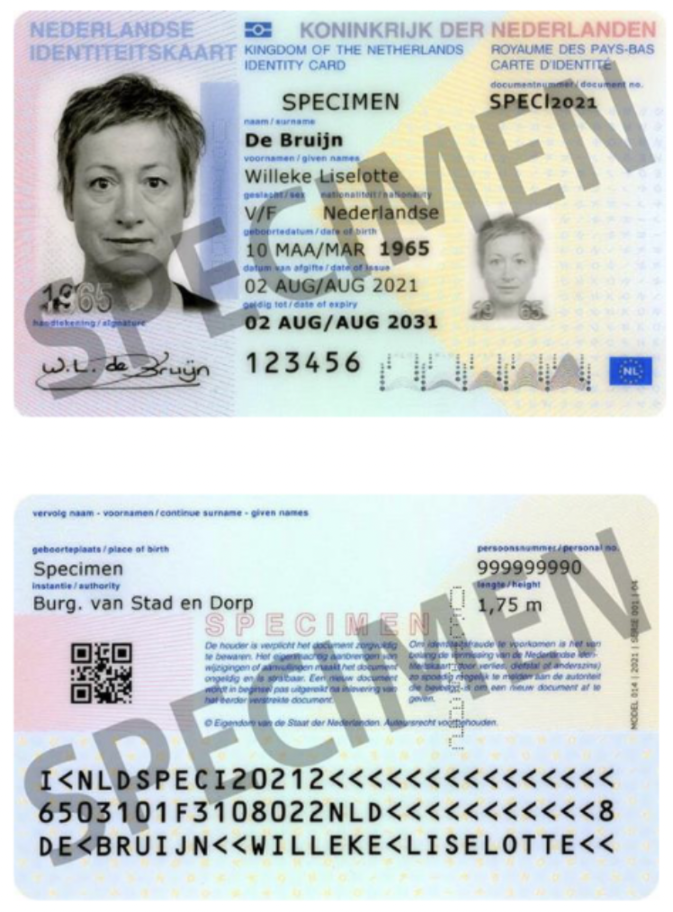 NEDERLANDSE
IDENTITEITSKAART
KONINKRIJK DER NEDERLANDEN
KINGDOM OF THE NETHERLANDS ROYAUME DES PAYS-BAS
IDENTITY CARD CARTE D'IDENTITÉ
documentnummer / document no.
SPECIMEN SPECI2021
naam / surname
De Bruijn
voornamen / given names
Willeke Liselotte
geslacht / sex nationaliteit / nationality
V/F Nederlandse
geboortedatum / date of birth
10 MAA/MAR 1965
datum van afgifte / date of issue
02 AUG/AUG 2021
geldig tot / date of expiry
02 AUG/AUG 2031
1965
handtekening / signature
W.L. de Bruijn
123456
NL
SPECIMEN
vervolg naam - voornamen / continue surname - given names
geboorteplaats / place of birth
Specimen
instantie / authority
Burg. van Stad en Dorp
persoonsnummer / personal no.
999999990
lengte / height
1,75 m
SPECIMEN
De houder is verplicht het document zorgvuldig
te bewaren. Het eigenmachtig aanbrengen van
wijzigingen of aanvullingen maakt het document
ongeldig en is strafbaar. Een nieuw document
wordt in beginsel pas uitgereikt na inlevering van
het eerder verstrekte document.
Om identiteitsfraude te voorkomen is het van
belang de vermissing van de Nederlandse iden-
titeitskaart (door verlies, diefstal of anderszins)
zo spoedig mogelijk te melden aan de autoriteit
die bevoegd is om een nieuw document af te
geven.
© Eigendom van de Staat der Nederlanden. Auteursrecht voorbehouden.
MODEL 014 | 2021 | SERIE 001 | 04
SPECIMEN
I<NLDSPECI20212<<<<<<<<<<<<<<<
6503101F3108022NLD<<<<<<<<<<<8
DE<BRUIJN<<WILLEKE<LISELOTTE<<